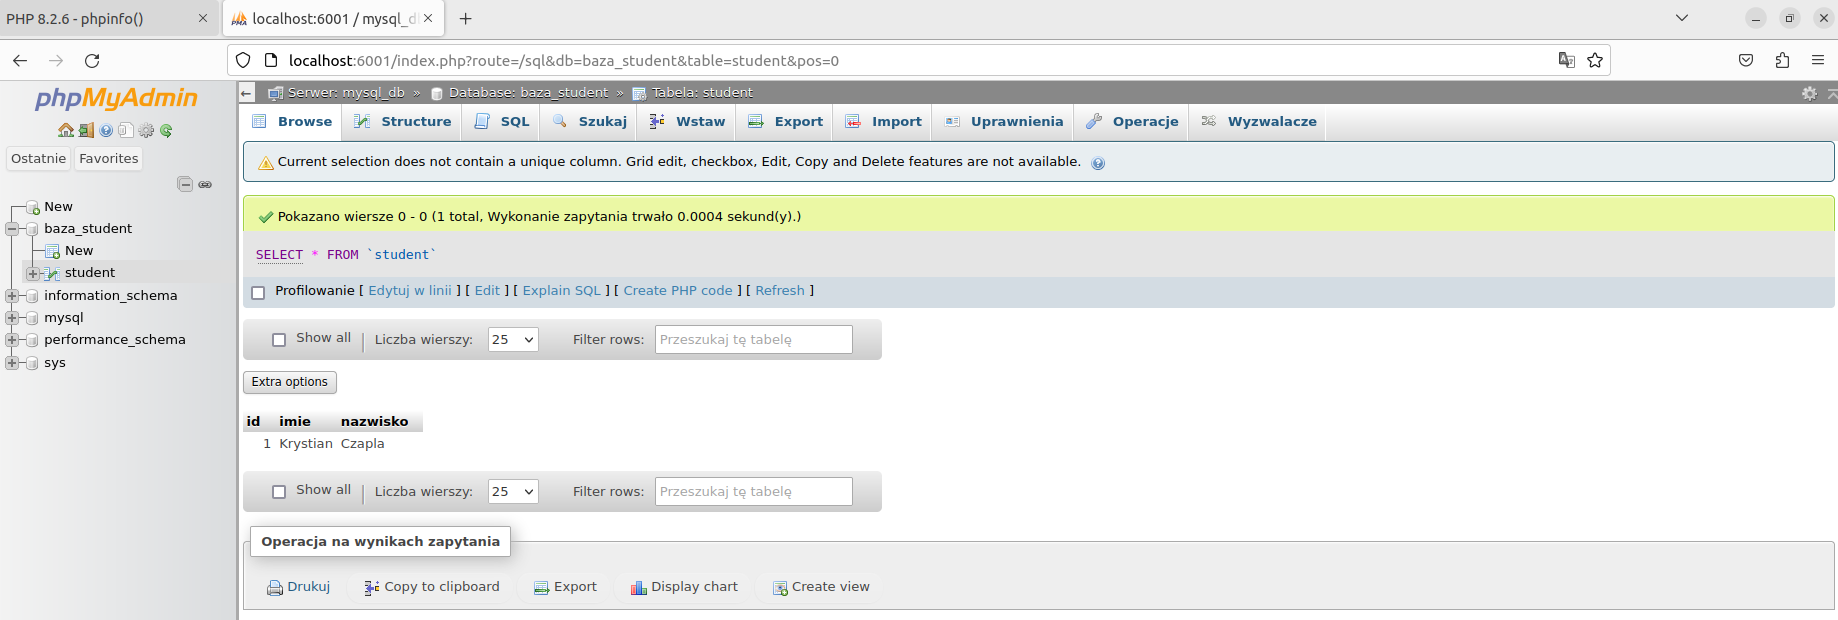 PHP 8.2.6 - phpinfo()
localhost:6001 / mysql_d
localhost:6001/index.php?route=/sql&db=baza_student&table=student&pos=0
phpMyAdmin
Ostatnie Favorites
New
baza_student
New
student
information_schema
mysql
performance_schema
sys
Serwer: mysql_db » Database: baza_student » Tabela: student
Browse Structure SQL Szukaj Wstaw Export Import Uprawnienia Operacje Wyzwalacze
Current selection does not contain a unique column. Grid edit, checkbox, Edit, Copy and Delete features are not available.
Pokazano wiersze 0 - 0 (1 total, Wykonanie zapytania trwało 0.0004 sekund(y).)
SELECT * FROM `student`
Profilowanie [ Edytuj w linii ] [ Edit ] [ Explain SQL ] [ Create PHP code ] [ Refresh ]
Show all | Liczba wierszy: 25 Filter rows: Przeszukaj tę tabelę
Extra options
id imie nazwisko
1 Krystian Czapla
Show all | Liczba wierszy: 25 Filter rows: Przeszukaj tę tabelę
Operacja na wynikach zapytania
Drukuj Copy to clipboard Export Display chart Create view